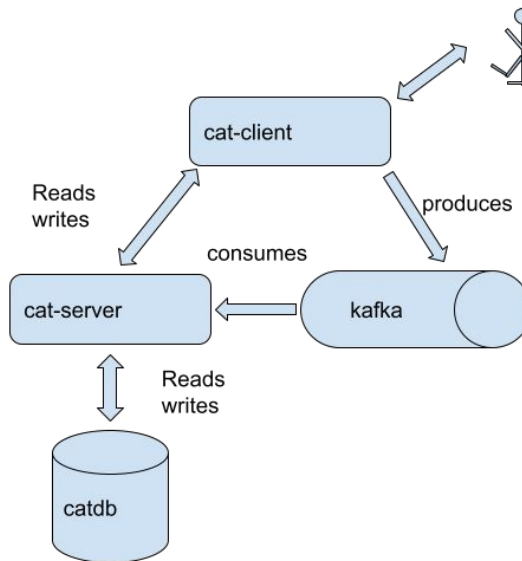 cat-client
Reads
writes
produces
consumes
cat-server
kafka
Reads
writes
catdb